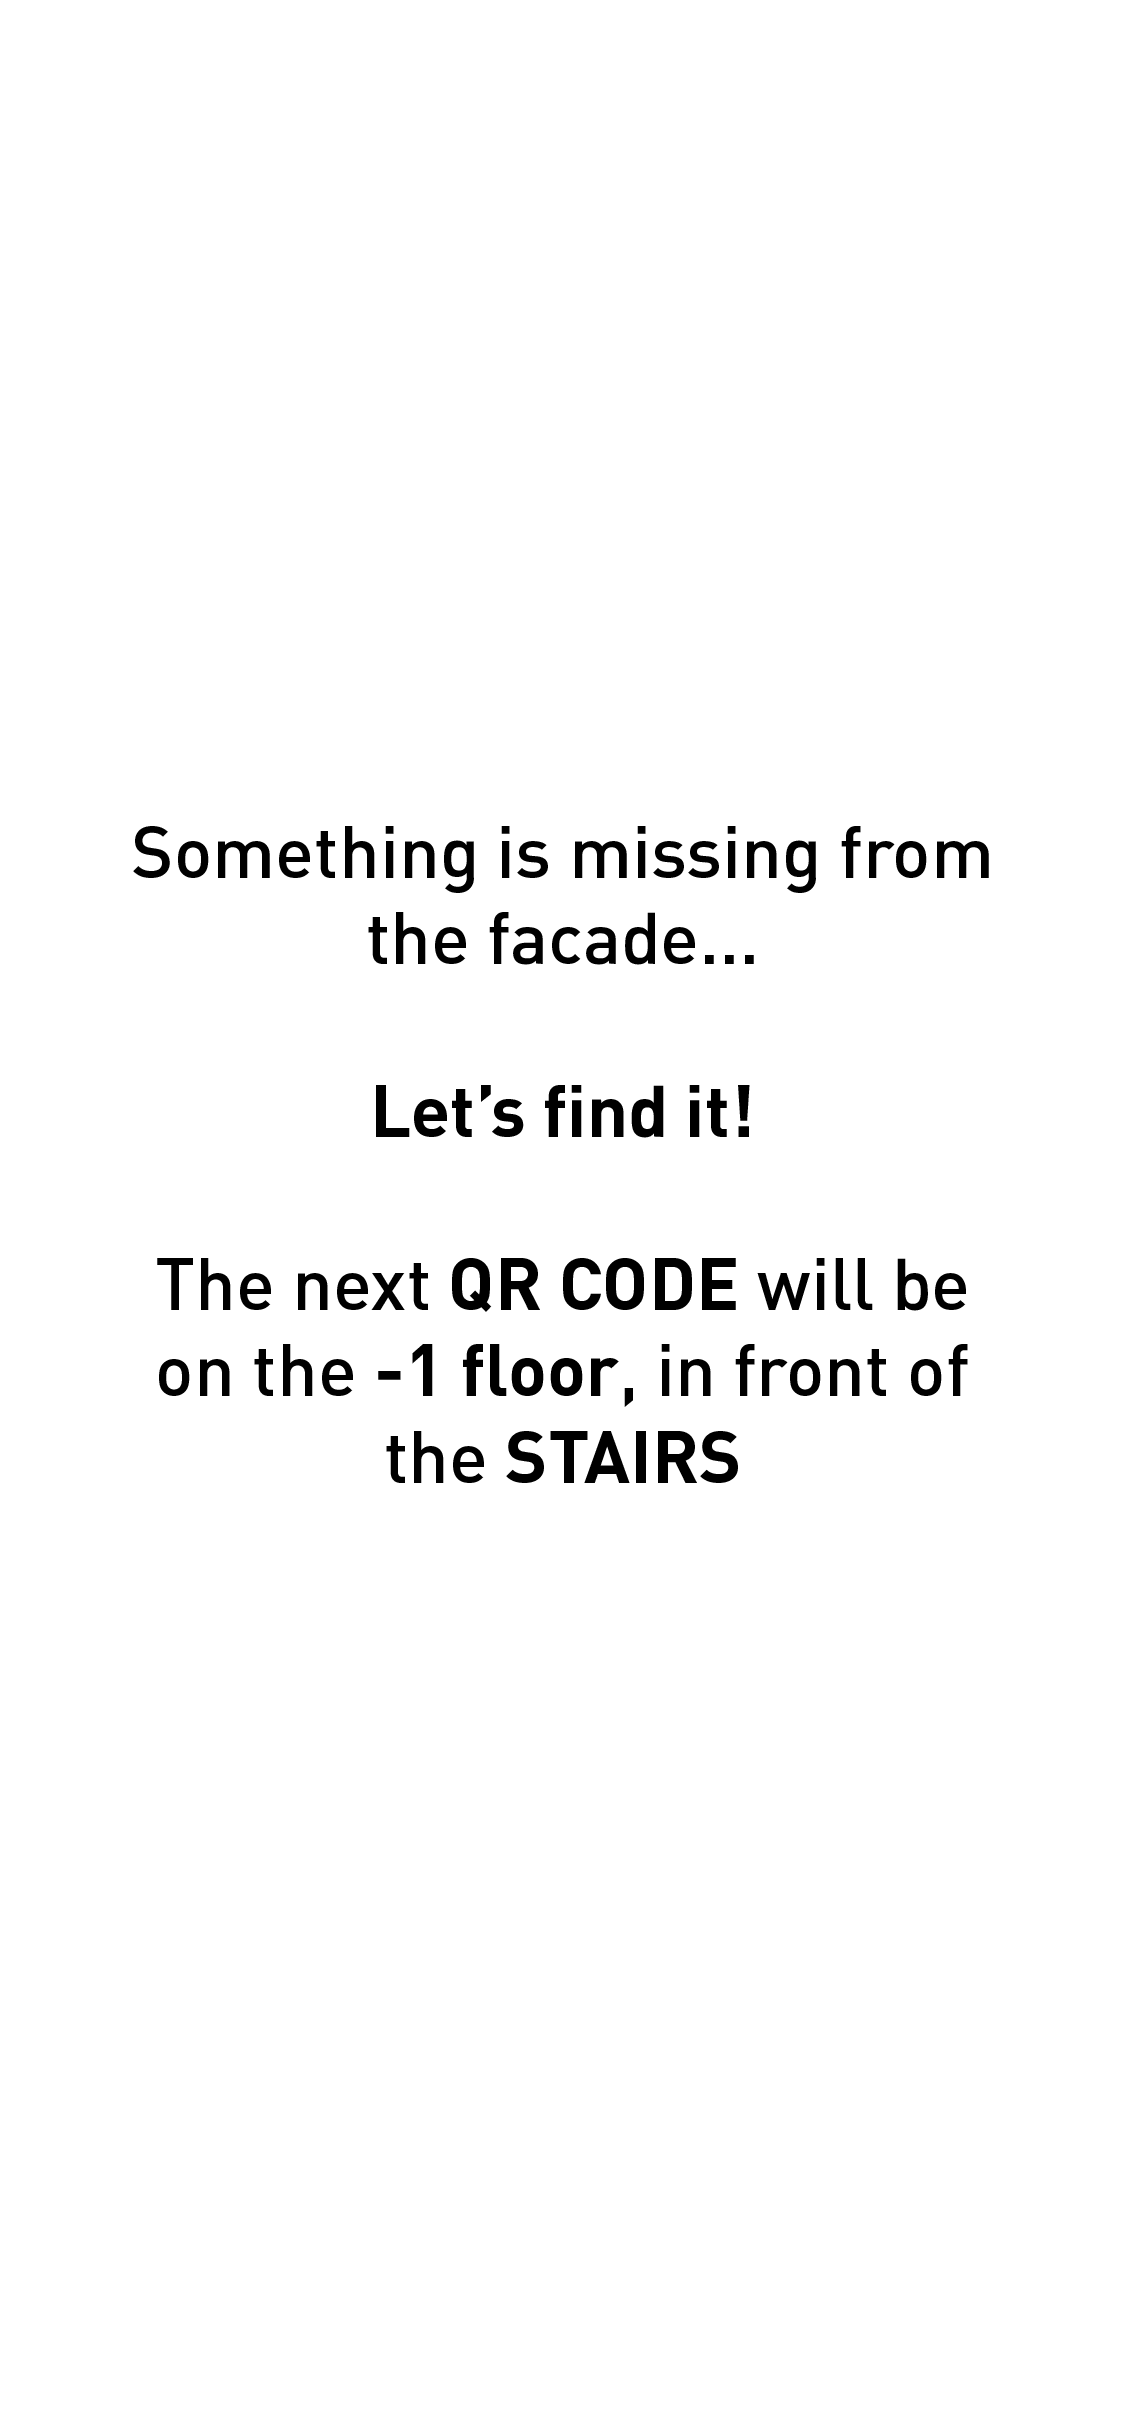 Something is missing from
the facade...
Let’s find it!
The next QR CODE will be
on the -1 floor, in front of
the STAIRS